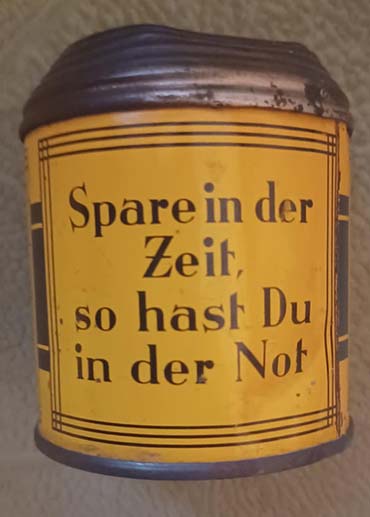 Spare in der
Zeit,
so hast Du
in der Not